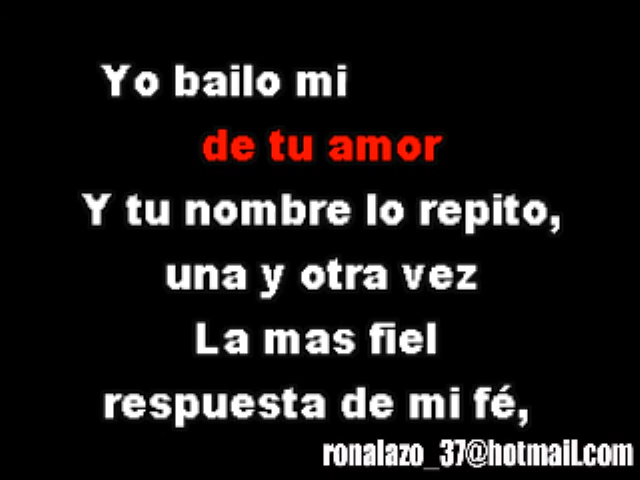 Yo bailo mi
de tu amor
Y tu nombre lo repito,
una y otra vez
La mas fiel
respuesta de mi fé,
ronalazo_37@hotmail.com